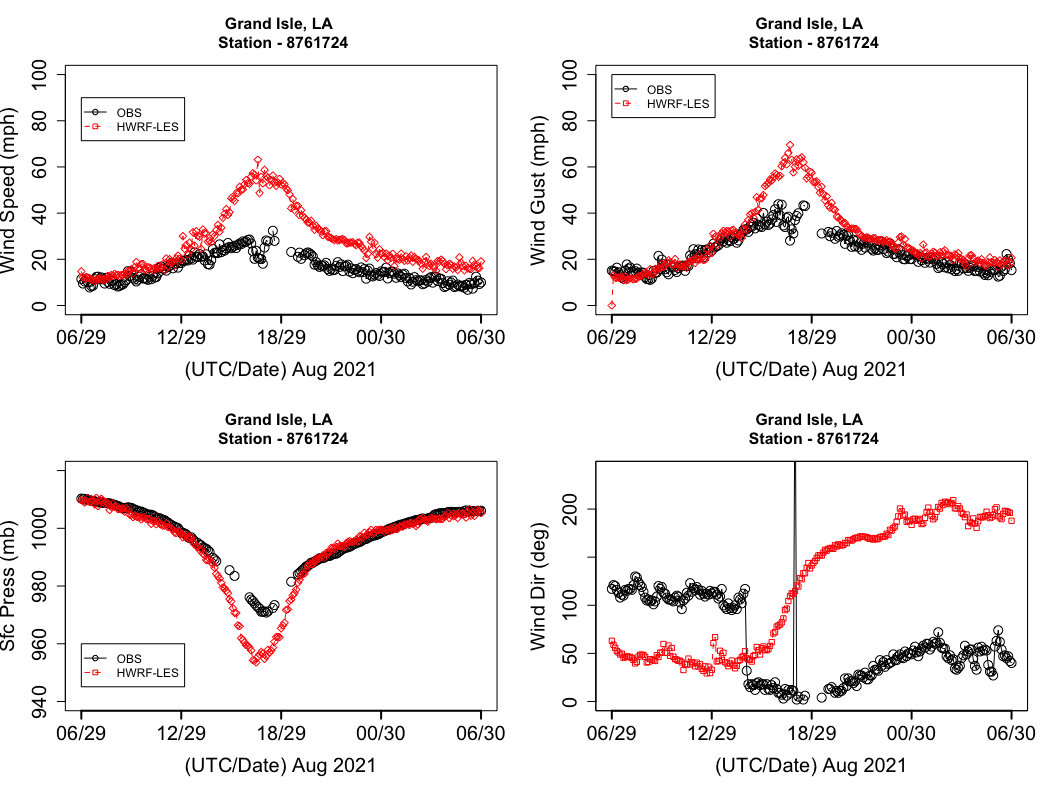 Grand Isle, LA
Station - 8761724
Wind Speed (mph)
100
80
60
40
20
0
OBS
HWRF-LES
06/29 12/29 18/29 00/30 06/30
(UTC/Date) Aug 2021
Grand Isle, LA
Station - 8761724
Wind Gust (mph)
100
80
60
40
20
0
OBS
HWRF-LES
06/29 12/29 18/29 00/30 06/30
(UTC/Date) Aug 2021
Grand Isle, LA
Station - 8761724
Sfc Press (mb)
1000
980
960
940
OBS
HWRF-LES
06/29 12/29 18/29 00/30 06/30
(UTC/Date) Aug 2021
Grand Isle, LA
Station - 8761724
Wind Dir (deg)
200
100
50
0
06/29 12/29 18/29 00/30 06/30
(UTC/Date) Aug 2021